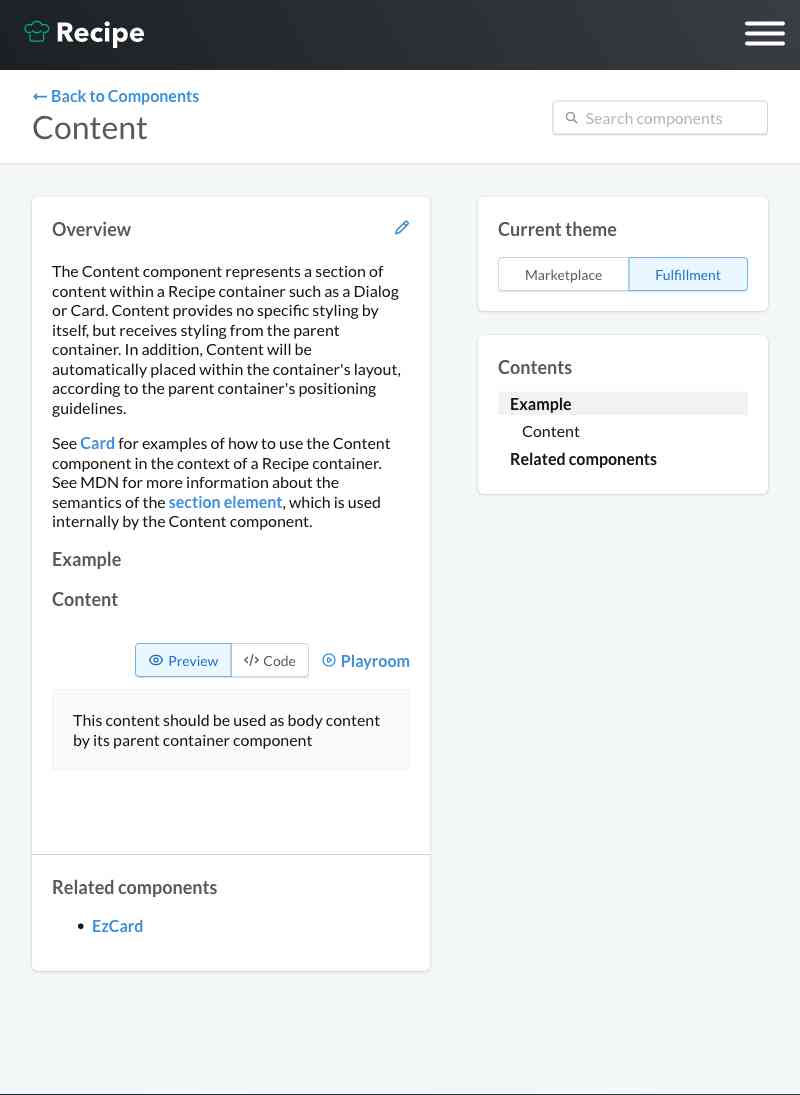 Recipe
← Back to Components
Content
Search components
Overview
The Content component represents a section of
content within a Recipe container such as a Dialog
or Card. Content provides no specific styling by
itself, but receives styling from the parent
container. In addition, Content will be
automatically placed within the container's layout,
according to the parent container's positioning
guidelines.
See Card for examples of how to use the Content
component in the context of a Recipe container.
See MDN for more information about the
semantics of the section element, which is used
internally by the Content component.
Example
Content
Preview
</> Code
Playroom
This content should be used as body content
by its parent container component
Related components
• EzCard
Current theme
Marketplace
Fulfillment
Contents
Example
Content
Related components